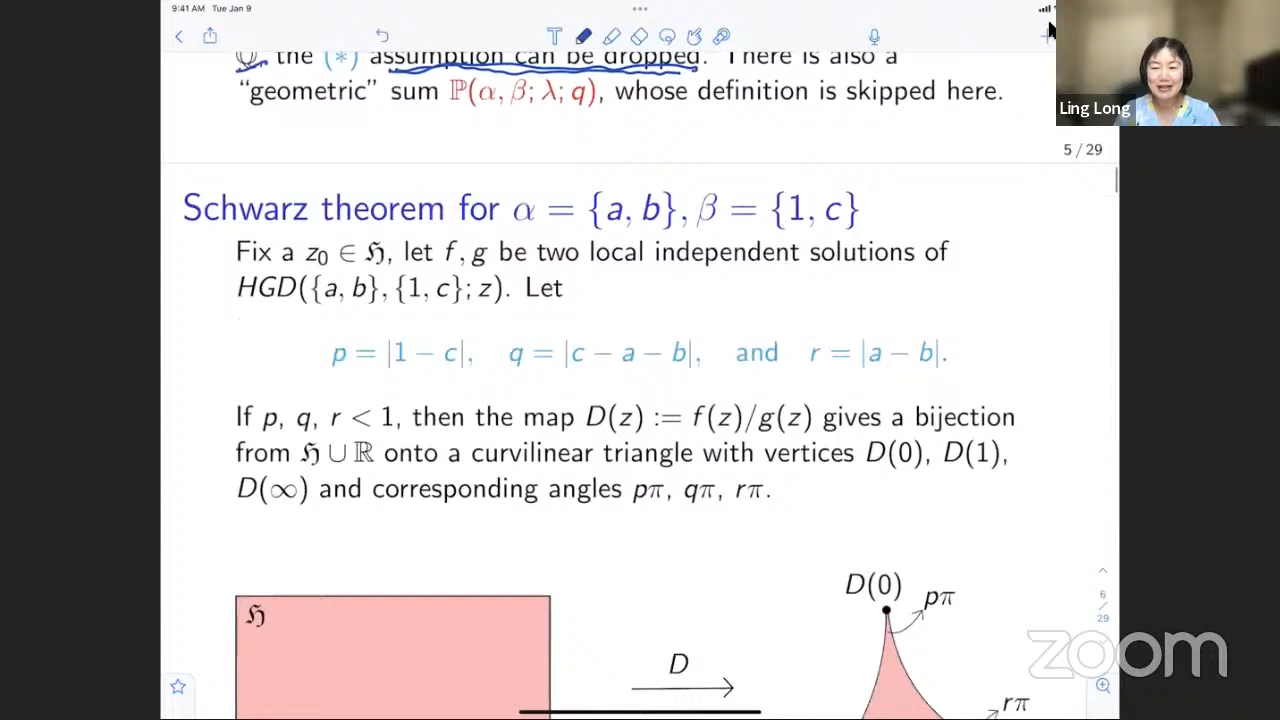 9:41 AM Tue Jan 9
ℚ, the (*) assumption can be dropped. There is also a
“geometric” sum ℙ(α, β; λ; q), whose definition is skipped here.
Ling Long
5 / 29
Schwarz theorem for α = {a, b}, β = {1, c}
Fix a z₀ ∈ ℌ, let f, g be two local independent solutions of
HGD({a, b}, {1, c}; z). Let
p = |1 − c|, q = |c − a − b|, and r = |a − b|.
If p, q, r < 1, then the map D(z) := f(z)/g(z) gives a bijection
from ℌ ∪ ℝ onto a curvilinear triangle with vertices D(0), D(1),
D(∞) and corresponding angles pπ, qπ, rπ.
ℌ
D
D(0)
pπ
rπ
6
/
29
zoom